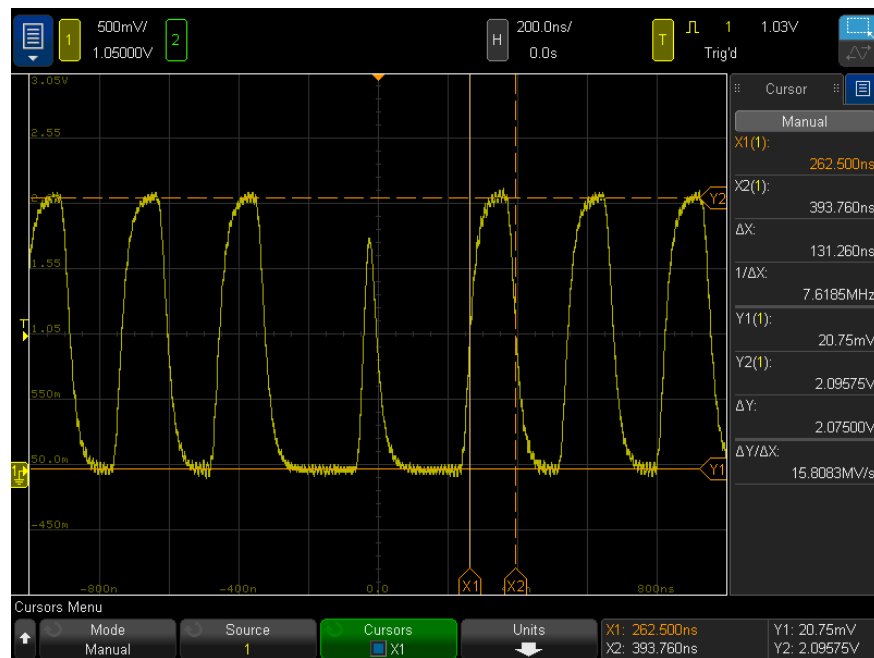 500mV/ 200.0ns/ 1 1.03V
1 2 H T
1.05000V 0.0s Trig'd
3.05V Cursor
Manual
2.55 X1(1):
262.500ns
X2(1):
Y2 393.760ns
ΔX:
1.55 131.260ns
1/ΔX:
7.6185MHz
T 1.05 Y1(1):
20.75mV
Y2(1):
550m 2.09575V
ΔY:
2.07500V
50.0m ΔY/ΔX:
1 Y1 15.8083MV/s
-450m
-800n -400n 0.0 X1 X2 800ns
Cursors Menu
Mode Source Cursors Units X1: 262.500ns Y1: 20.75mV
Manual 1 X1 X2: 393.760ns Y2: 2.09575V